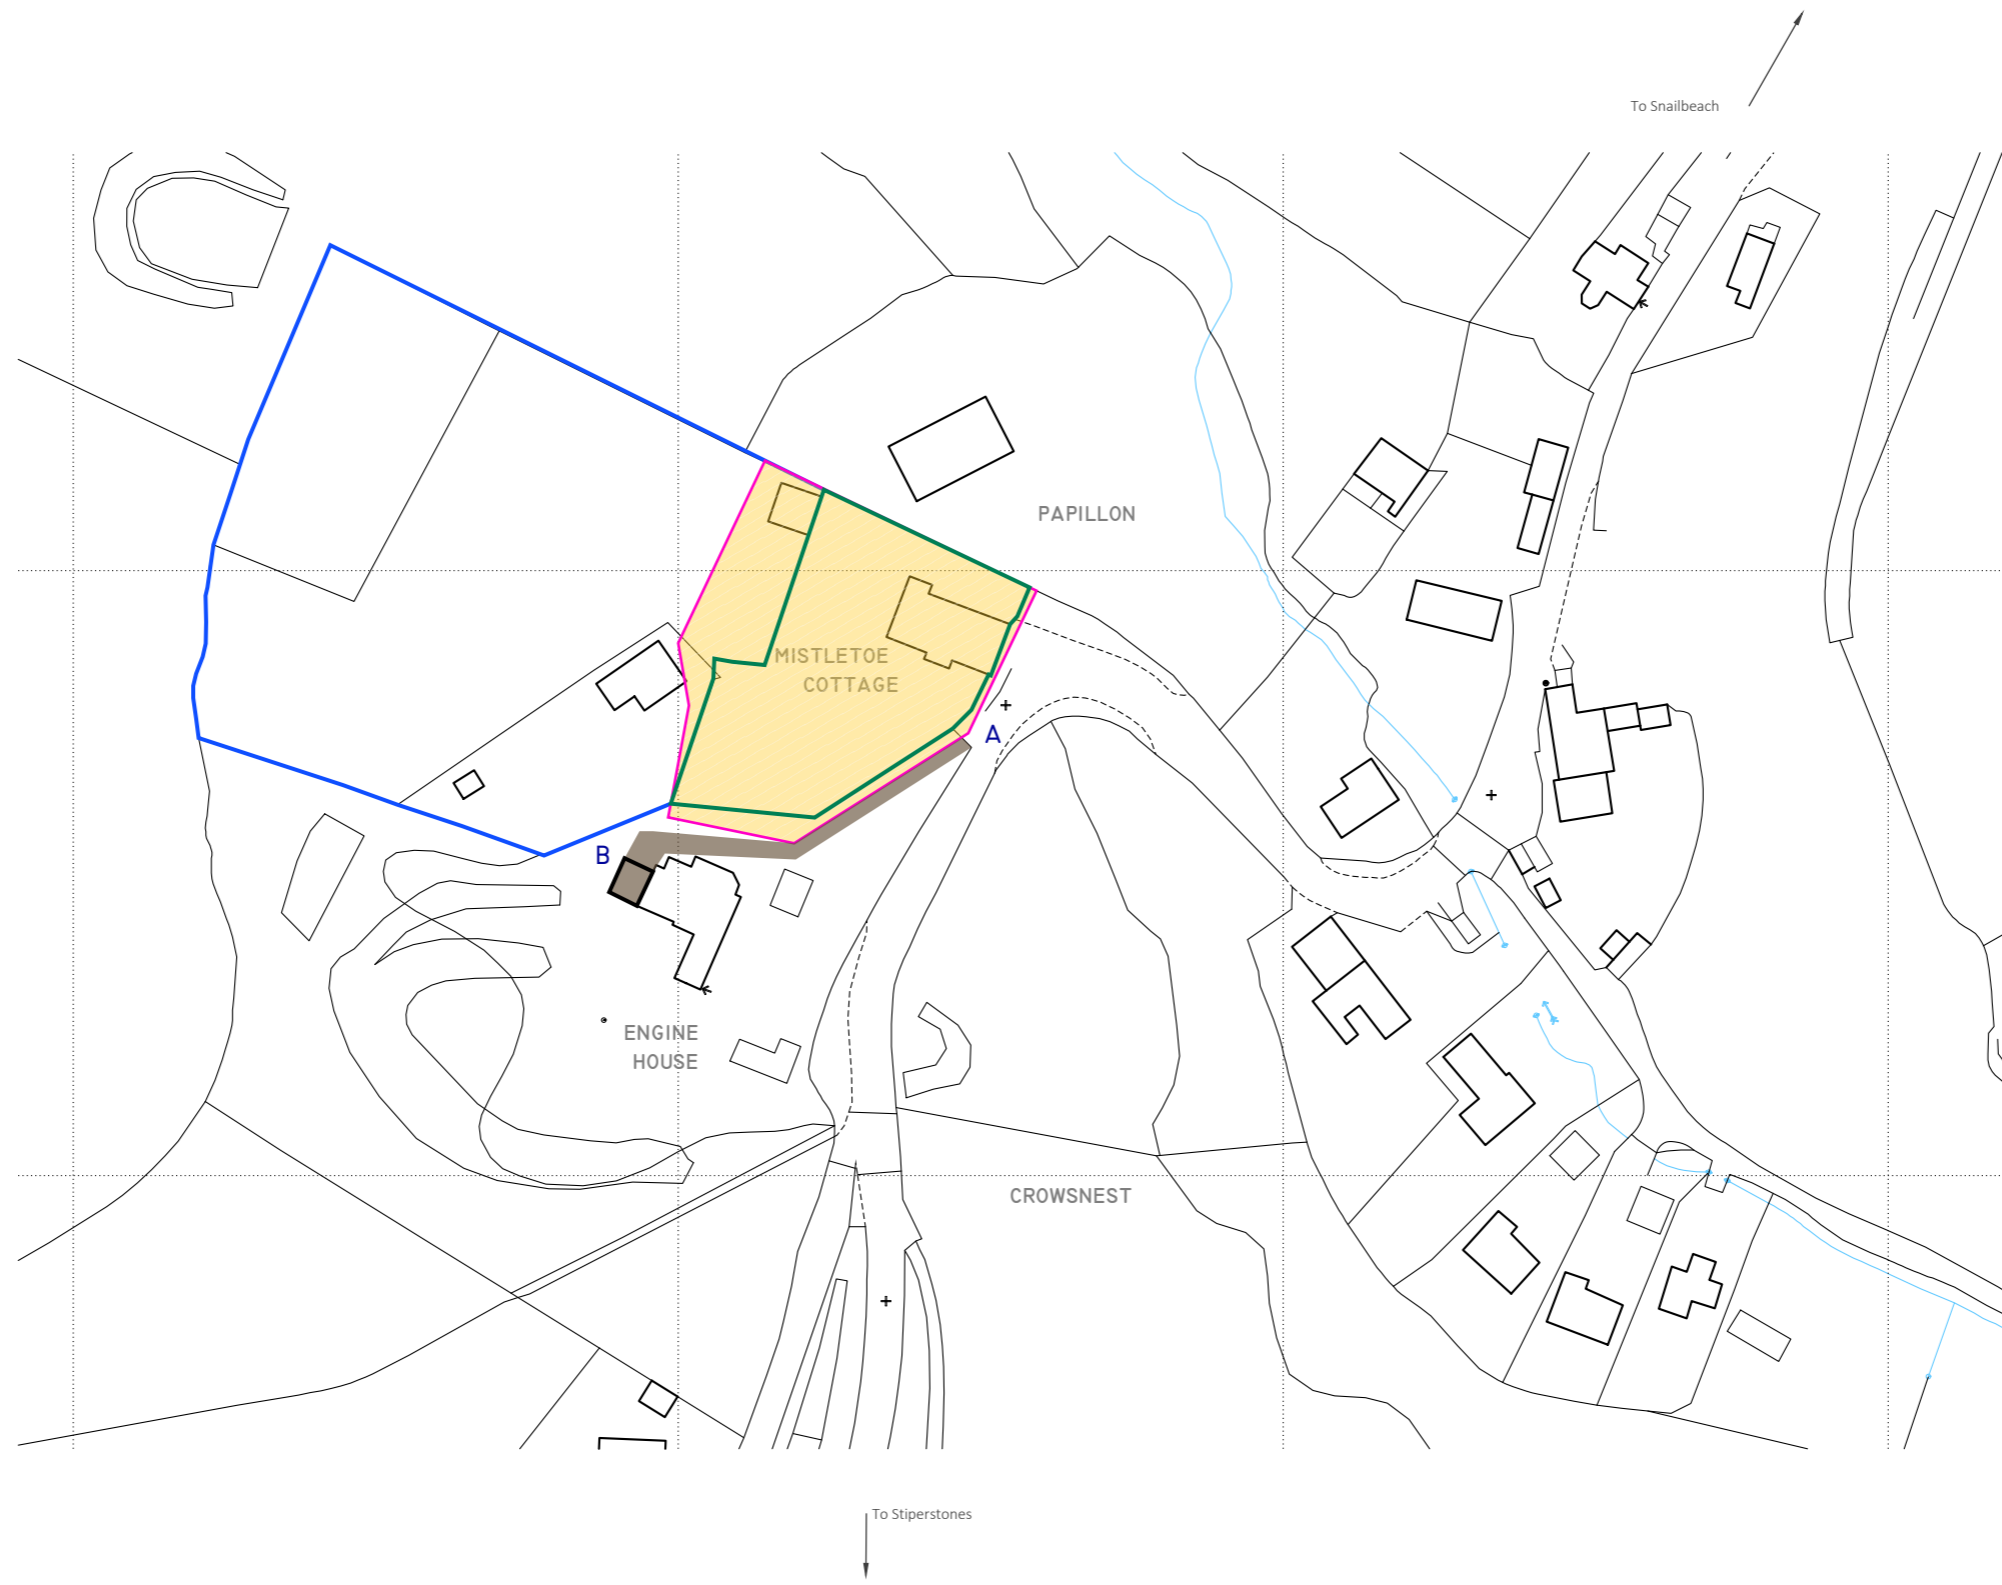 To Snailbeach
PAPILLON
MISTLETOE
COTTAGE
A
B
ENGINE
HOUSE
CROWSNEST
To Stiperstones